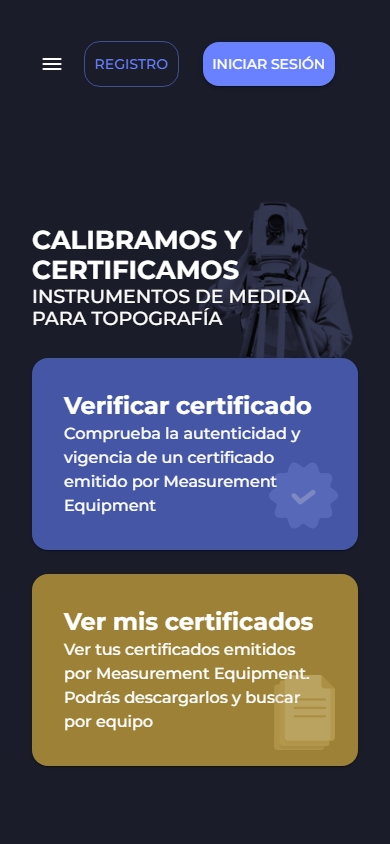 REGISTRO
INICIAR SESIÓN
CALIBRAMOS Y
CERTIFICAMOS
INSTRUMENTOS DE MEDIDA
PARA TOPOGRAFÍA
Verificar certificado
Comprueba la autenticidad y
vigencia de un certificado
emitido por Measurement
Equipment
Ver mis certificados
Ver tus certificados emitidos
por Measurement Equipment.
Podrás descargarlos y buscar
por equipo